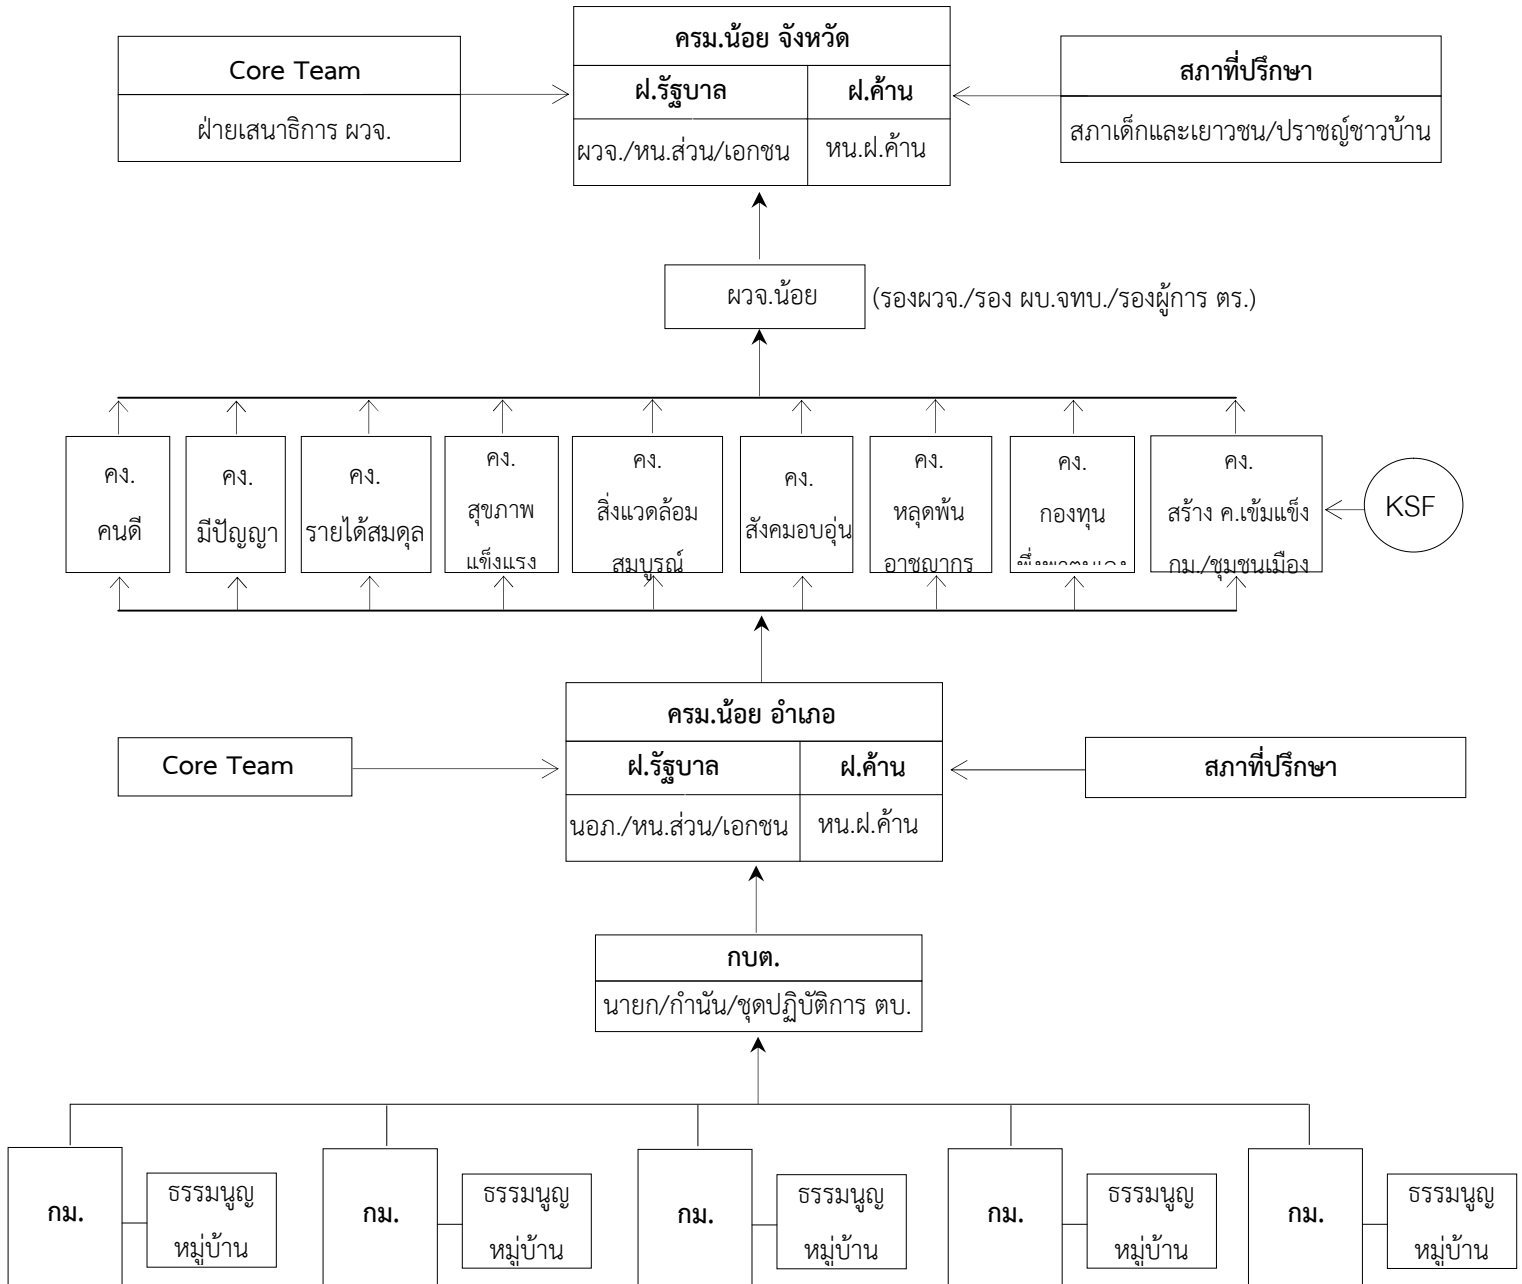 ครม.น้อย จังหวัด
Core Team
ฝ.รัฐบาล
ฝ.ค้าน
สภาที่ปรึกษา
ฝ่ายเสนาธิการ ผวจ.
ผวจ./หน.ส่วน/เอกชน
หน.ฝ.ค้าน
สภาเด็กและเยาวชน/ปราชญ์ชาวบ้าน
ผวจ.น้อย
(รองผวจ./รอง ผบ.จทบ./รองผู้การ ตร.)
คง.
คนดี
คง.
มีปัญญา
คง.
รายได้สมดุล
คง.
สุขภาพ
แข็งแรง
คง.
สิ่งแวดล้อม
สมบูรณ์
คง.
สังคมอบอุ่น
คง.
หลุดพ้น
อาชญากร
คง.
กองทุน
คง.
สร้าง ค.เข้มแข็ง
กม./ชุมชนเมือง
KSF
ครม.น้อย อำเภอ
Core Team
ฝ.รัฐบาล
ฝ.ค้าน
สภาที่ปรึกษา
นอภ./หน.ส่วน/เอกชน
หน.ฝ.ค้าน
กบต.
นายก/กำนัน/ชุดปฏิบัติการ ตบ.
กม.
ธรรมนูญ
หมู่บ้าน
กม.
ธรรมนูญ
หมู่บ้าน
กม.
ธรรมนูญ
หมู่บ้าน
กม.
ธรรมนูญ
หมู่บ้าน
กม.
ธรรมนูญ
หมู่บ้าน